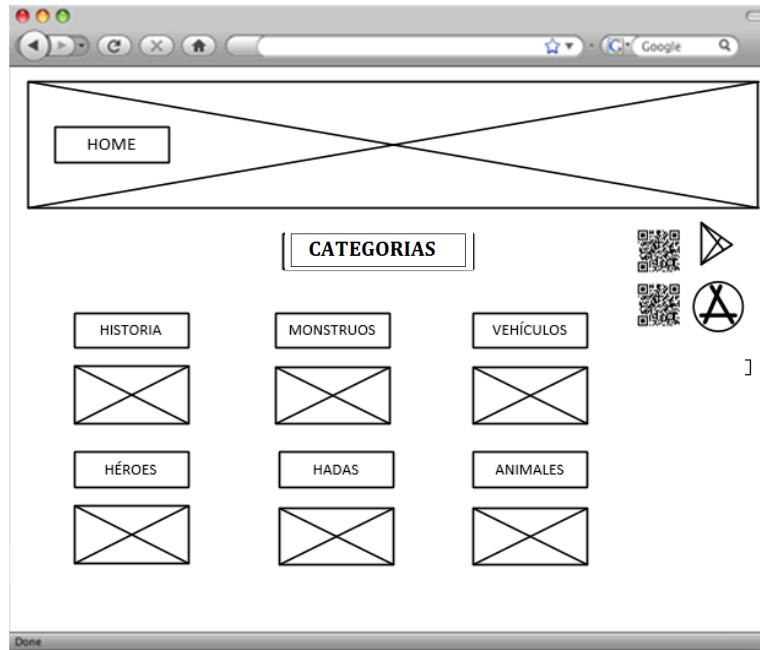 Google
HOME
CATEGORIAS
HISTORIA
MONSTRUOS
VEHÍCULOS
HÉROES
HADAS
ANIMALES
Done